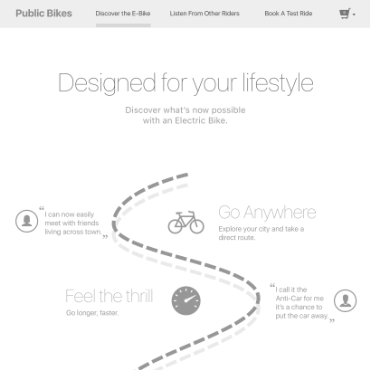 Public Bikes
Discover the E-Bike
Listen From Other Riders
Book A Test Ride
Designed for your lifestyle
Discover what's now possible
with an Electric Bike.
“I can now easily
meet with friends
living across town.”
Go Anywhere
Explore your city and take a
direct route.
Feel the thrill
Go longer, faster.
“I call it the
Anti-Car for me
it's a chance to
put the car away.”